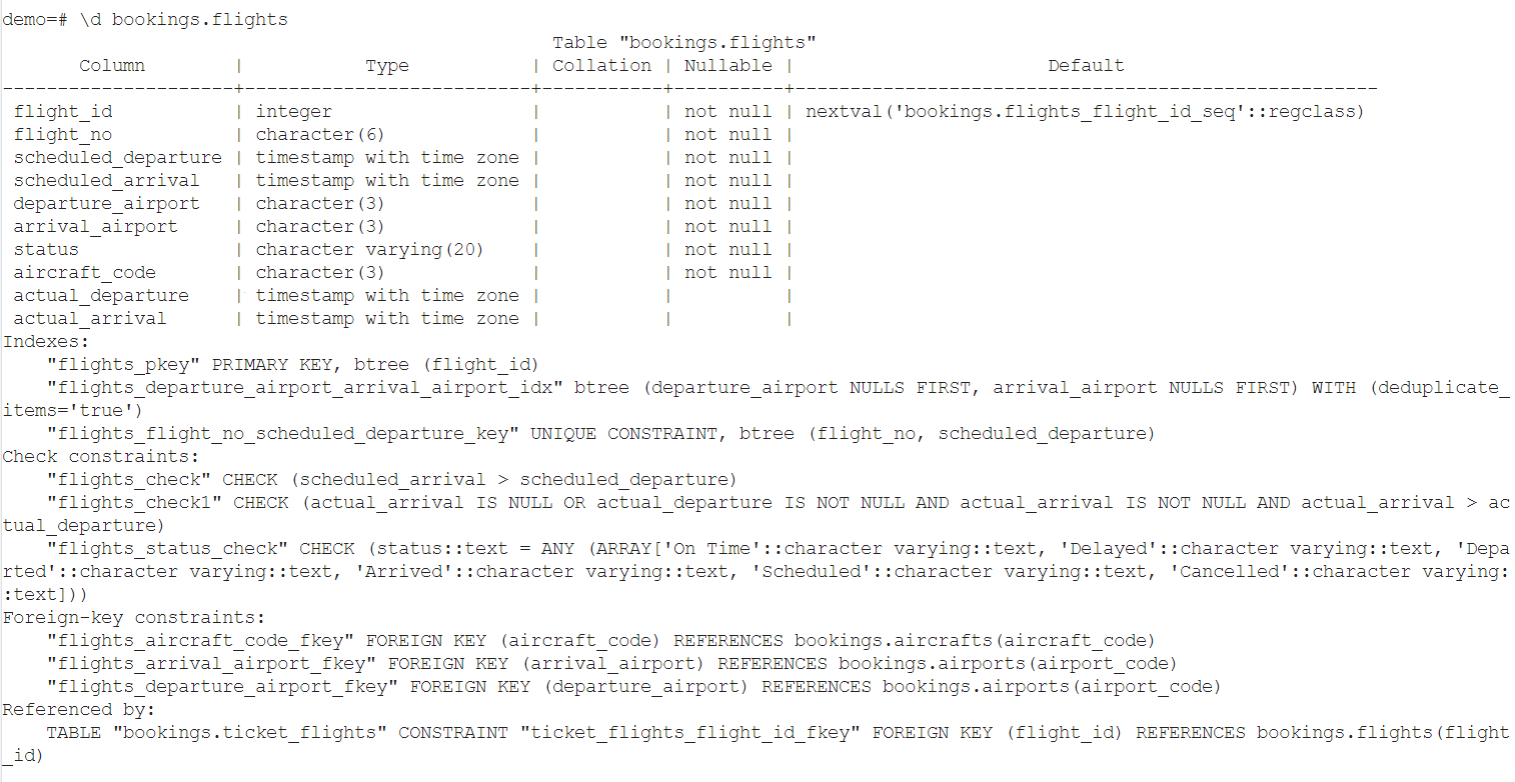 demo=# \d bookings.flights
                                                  Table "bookings.flights"
       Column        |           Type           | Collation | Nullable |                       Default
---------------------+--------------------------+-----------+----------+------------------------------------------------------
 flight_id           | integer                  |           | not null | nextval('bookings.flights_flight_id_seq'::regclass)
 flight_no           | character(6)             |           | not null |
 scheduled_departure | timestamp with time zone |           | not null |
 scheduled_arrival   | timestamp with time zone |           | not null |
 departure_airport   | character(3)             |           | not null |
 arrival_airport     | character(3)             |           | not null |
 status              | character varying(20)    |           | not null |
 aircraft_code       | character(3)             |           | not null |
 actual_departure    | timestamp with time zone |           |          |
 actual_arrival      | timestamp with time zone |           |          |
Indexes:
    "flights_pkey" PRIMARY KEY, btree (flight_id)
    "flights_departure_airport_arrival_airport_idx" btree (departure_airport NULLS FIRST, arrival_airport NULLS FIRST) WITH (deduplicate_
items='true')
    "flights_flight_no_scheduled_departure_key" UNIQUE CONSTRAINT, btree (flight_no, scheduled_departure)
Check constraints:
    "flights_check" CHECK (scheduled_arrival > scheduled_departure)
    "flights_check1" CHECK (actual_arrival IS NULL OR actual_departure IS NOT NULL AND actual_arrival IS NOT NULL AND actual_arrival > ac
tual_departure)
    "flights_status_check" CHECK (status::text = ANY (ARRAY['On Time'::character varying::text, 'Delayed'::character varying::text, 'Depa
rted'::character varying::text, 'Arrived'::character varying::text, 'Scheduled'::character varying::text, 'Cancelled'::character varying:
:text]))
Foreign-key constraints:
    "flights_aircraft_code_fkey" FOREIGN KEY (aircraft_code) REFERENCES bookings.aircrafts(aircraft_code)
    "flights_arrival_airport_fkey" FOREIGN KEY (arrival_airport) REFERENCES bookings.airports(airport_code)
    "flights_departure_airport_fkey" FOREIGN KEY (departure_airport) REFERENCES bookings.airports(airport_code)
Referenced by:
    TABLE "bookings.ticket_flights" CONSTRAINT "ticket_flights_flight_id_fkey" FOREIGN KEY (flight_id) REFERENCES bookings.flights(flight
_id)